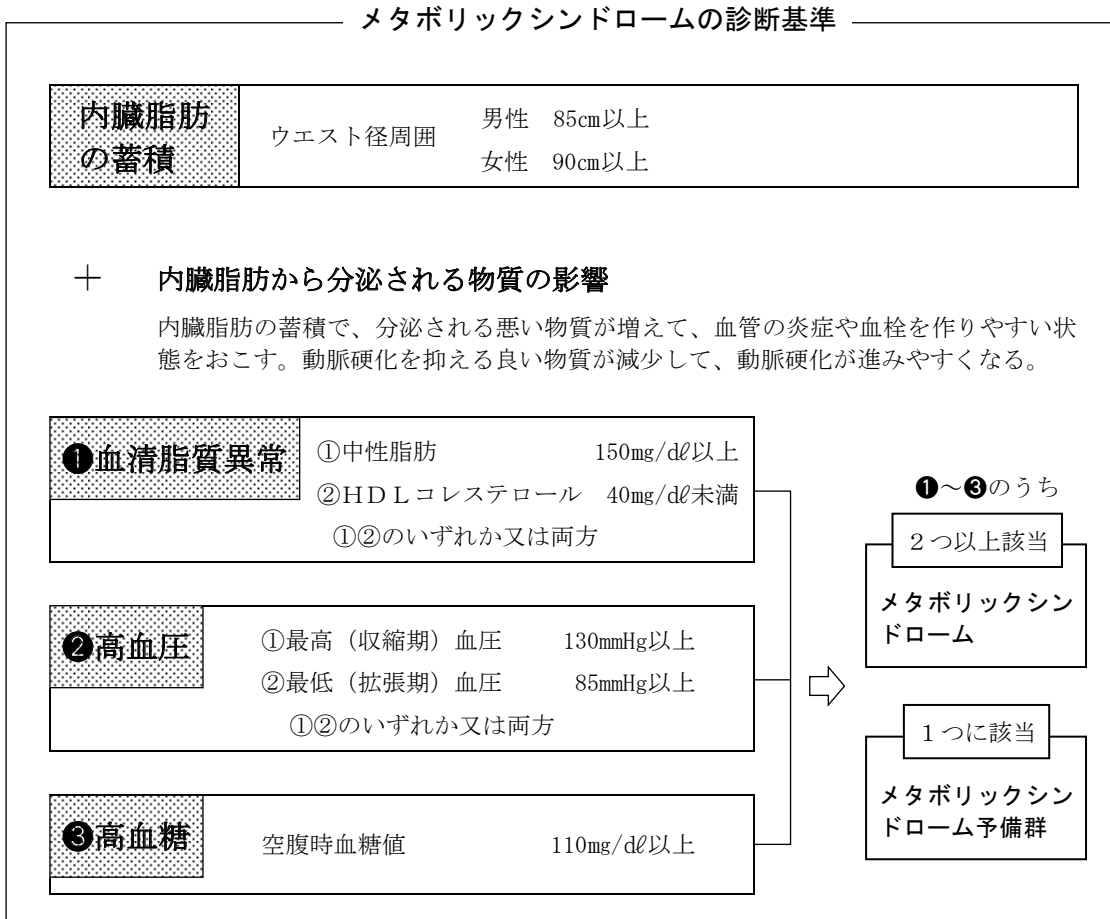 メタボリックシンドロームの診断基準
内臓脂肪
の蓄積
ウエスト径周囲
男性 85cm以上
女性 90cm以上
＋ 内臓脂肪から分泌される物質の影響
内臓脂肪の蓄積で、分泌される悪い物質が増えて、血管の炎症や血栓を作りやすい状
態をおこす。動脈硬化を抑える良い物質が減少して、動脈硬化が進みやすくなる。
❶血清脂質異常
①中性脂肪 150mg/dℓ以上
②ＨＤＬコレステロール 40mg/dℓ未満
①②のいずれか又は両方
❷高血圧
①最高（収縮期）血圧 130mmHg以上
②最低（拡張期）血圧 85mmHg以上
①②のいずれか又は両方
❸高血糖
空腹時血糖値 110mg/dℓ以上
❶～❸のうち
２つ以上該当
メタボリックシン
ドローム
１つに該当
メタボリックシン
ドローム予備群